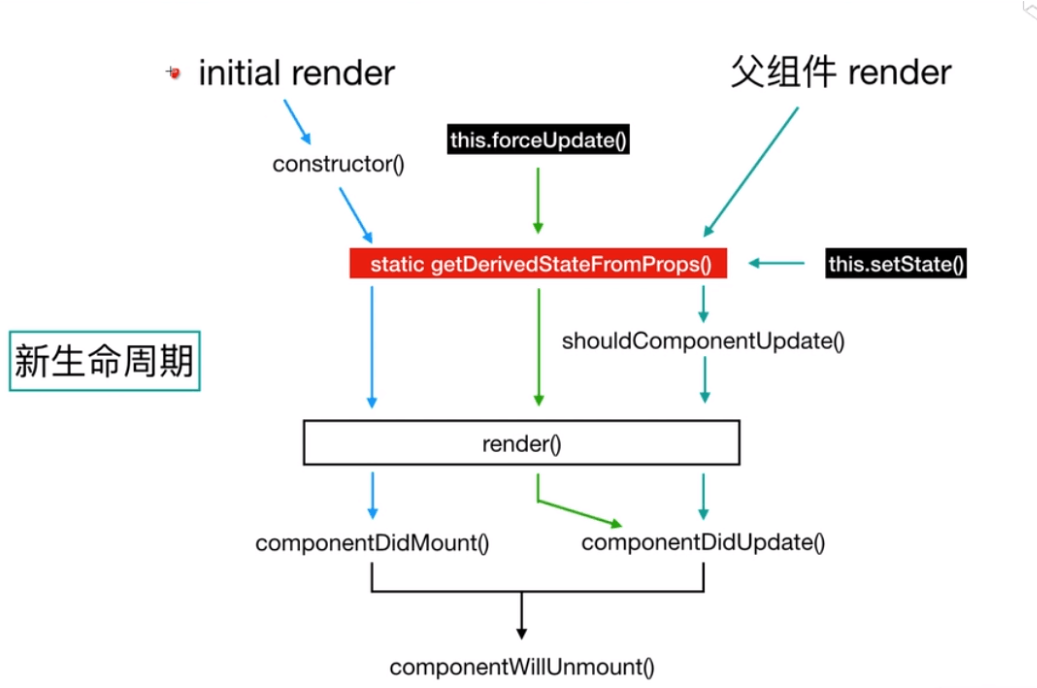 initial render
父组件 render
this.forceUpdate()
constructor()
static getDerivedStateFromProps()
this.setState()
shouldComponentUpdate()
新生命周期
render()
componentDidMount()
componentDidUpdate()
componentWillUnmount()